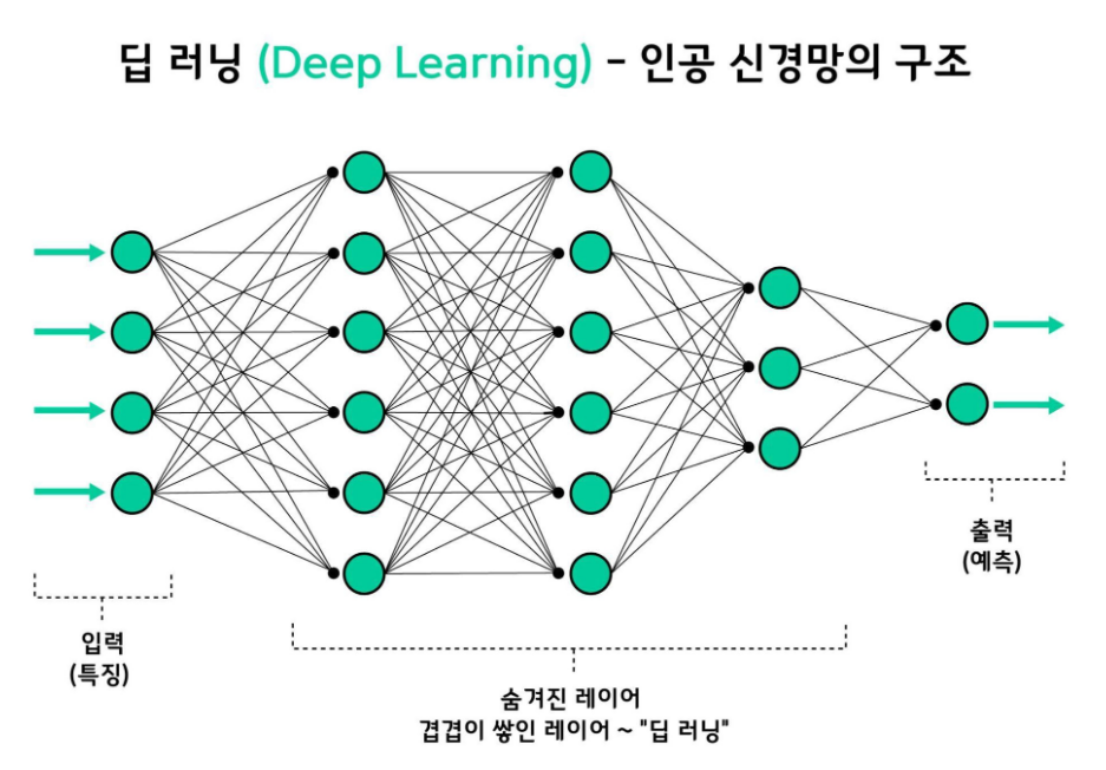 딥 러닝 (Deep Learning) - 인공 신경망의 구조
출력
(예측)
입력
(특징)
숨겨진 레이어
겹겹이 쌓인 레이어 ~ "딥 러닝"